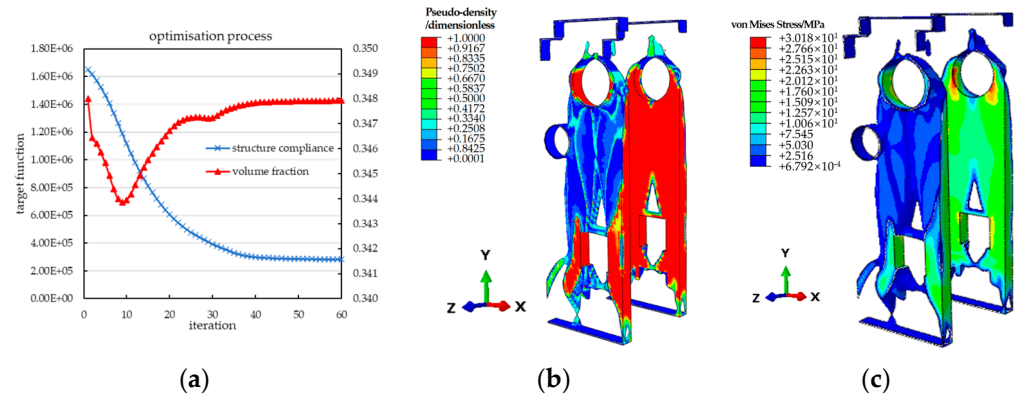 optimisation process
1.80E+06
1.60E+06
1.40E+06
1.20E+06
1.00E+06
8.00E+05
6.00E+05
4.00E+05
2.00E+05
0.00E+00
target function
structure compliance
volume fraction
0.350
0.349
0.348
0.347
0.346
0.345
0.344
0.343
0.342
0.341
0.340
0 10 20 30 40 50 60
iteration
(a)
Pseudo-density
/dimensionless
+1.0000
+0.9167
+0.8335
+0.7502
+0.6670
+0.5837
+0.5000
+0.4172
+0.3340
+0.2508
+0.1675
+0.8425
+0.0001
Y
Z X
(b)
von Mises Stress/MPa
+3.018×10¹
+2.766×10¹
+2.515×10¹
+2.263×10¹
+2.012×10¹
+1.760×10¹
+1.509×10¹
+1.257×10¹
+1.006×10¹
+7.545
+5.030
+2.516
+6.792×10⁻⁴
Y
Z X
(c)